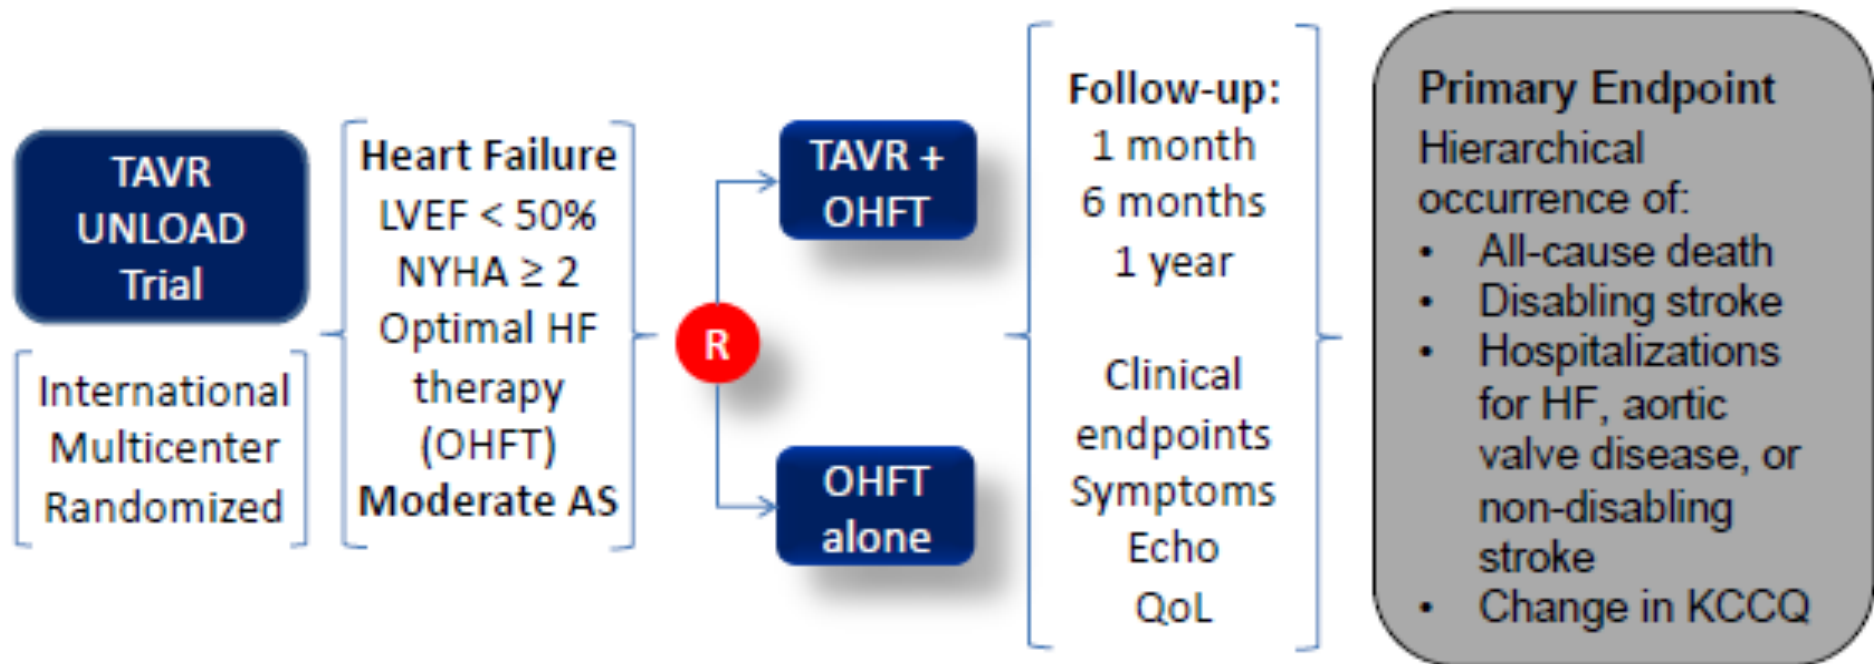 TAVR
UNLOAD
Trial
International
Multicenter
Randomized
Heart Failure
LVEF < 50%
NYHA ≥ 2
Optimal HF
therapy
(OHFT)
Moderate AS
R
TAVR +
OHFT
OHFT
alone
Follow-up:
1 month
6 months
1 year
Clinical
endpoints
Symptoms
Echo
QoL
Primary Endpoint
Hierarchical
occurrence of:
• All-cause death
• Disabling stroke
• Hospitalizations
for HF, aortic
valve disease, or
non-disabling
stroke
• Change in KCCQ